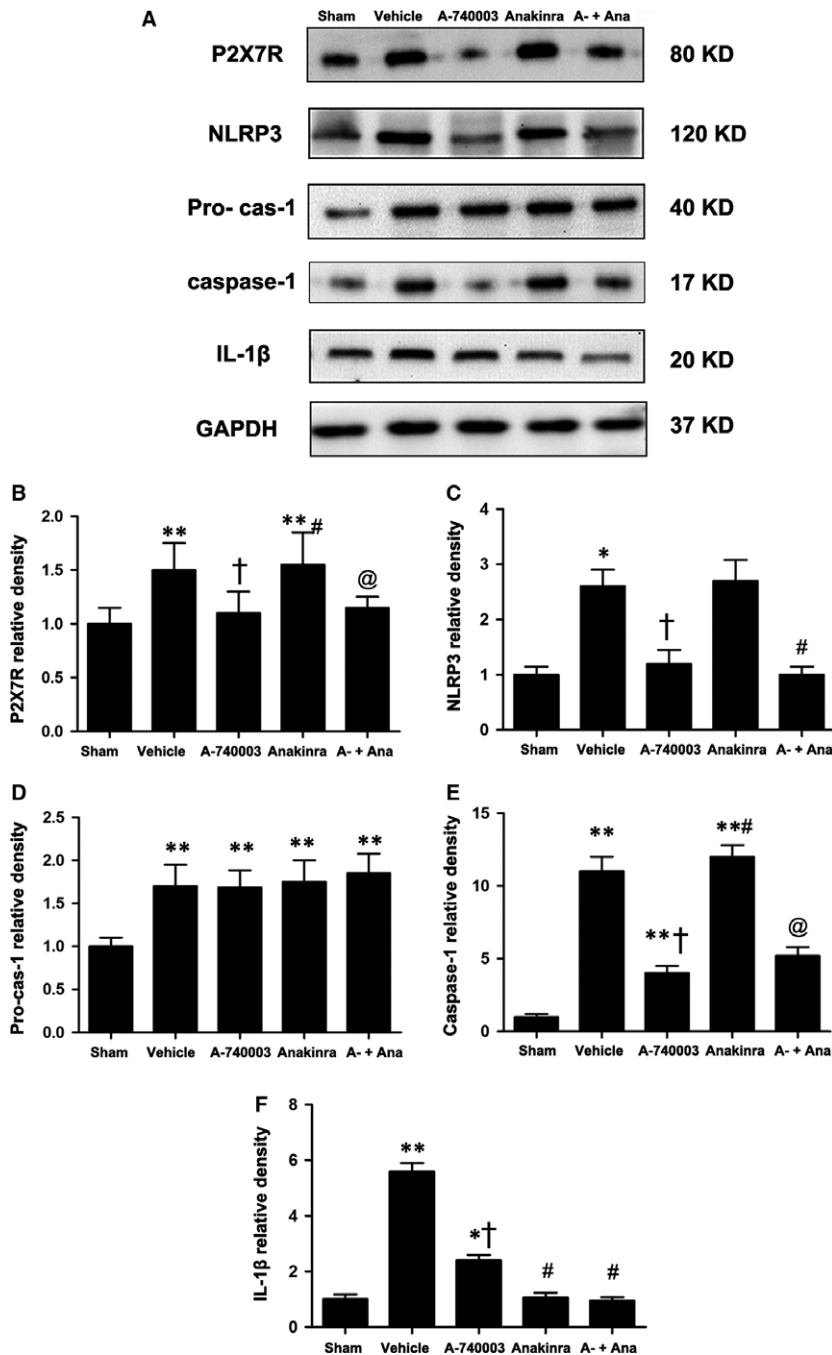 A
Sham Vehicle A-740003 Anakinra A- + Ana
P2X7R 80 KD
NLRP3 120 KD
Pro- cas-1 40 KD
caspase-1 17 KD
IL-1β 20 KD
GAPDH 37 KD
B
P2X7R relative density
2.0
1.5
1.0
0.5
0.0
** † **# @
Sham Vehicle A-740003 Anakinra A- + Ana
C
NLRP3 relative density
4
3
2
1
0
* † #
Sham Vehicle A-740003 Anakinra A- + Ana
D
Pro-cas-1 relative density
2.5
2.0
1.5
1.0
0.5
0.0
** ** ** **
Sham Vehicle A-740003 Anakinra A- + Ana
E
Caspase-1 relative density
15
10
5
0
** **† **# @
Sham Vehicle A-740003 Anakinra A- + Ana
F
IL-1β relative density
8
6
4
2
0
** *† # #
Sham Vehicle A-740003 Anakinra A- + Ana